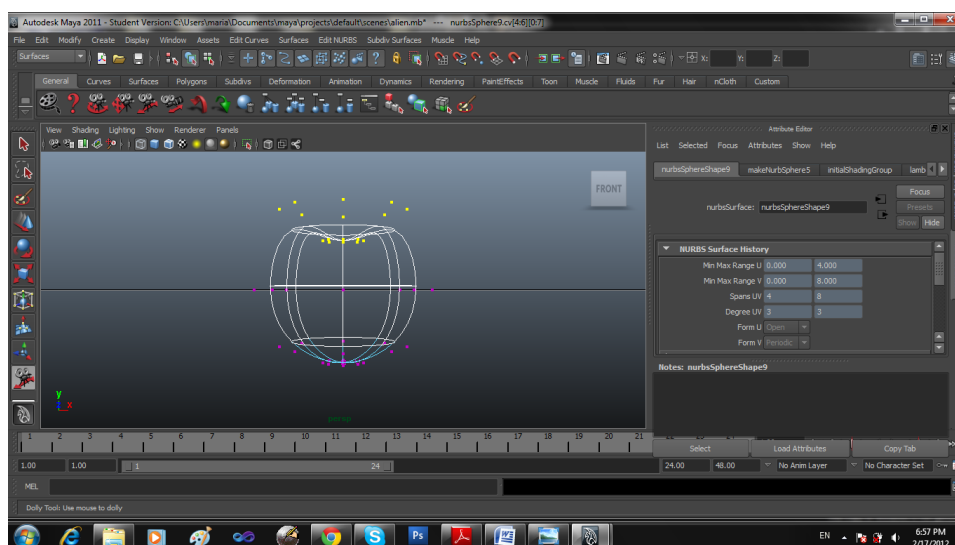 Autodesk Maya 2011 - Student Version: C:\Users\maria\Documents\maya\projects\default\scenes\alien.mb* --- nurbsSphere9.cv[4:6][0:7]
File Edit Modify Create Display Window Assets Edit Curves Surfaces Edit NURBS Subdiv Surfaces Muscle Help
Surfaces X: Y: Z:
General Curves Surfaces Polygons Subdivs Deformation Animation Dynamics Rendering PaintEffects Toon Muscle Fluids Fur Hair nCloth Custom
View Shading Lighting Show Renderer Panels
Attribute Editor
List Selected Focus Attributes Show Help
nurbsSphereShape9 makeNurbSphere5 initialShadingGroup lamb
FRONT
nurbsSurface: nurbsSphereShape9
Focus
Presets
Show Hide
NURBS Surface History
Min Max Range U 0.000 4.000
Min Max Range V 0.000 8.000
Spans UV 4 8
Degree UV 3 3
Form U Open
Form V Periodic
Notes: nurbsSphereShape9
y
x
persp
1 2 3 4 5 6 7 8 9 10 11 12 13 14 15 16 17 18 19 20 21
Select Load Attributes Copy Tab
1.00 1.00 1 24 24.00 48.00 No Anim Layer No Character Set
MEL
Dolly Tool: Use mouse to dolly
Ps
EN 6:57 PM
2/17/2012